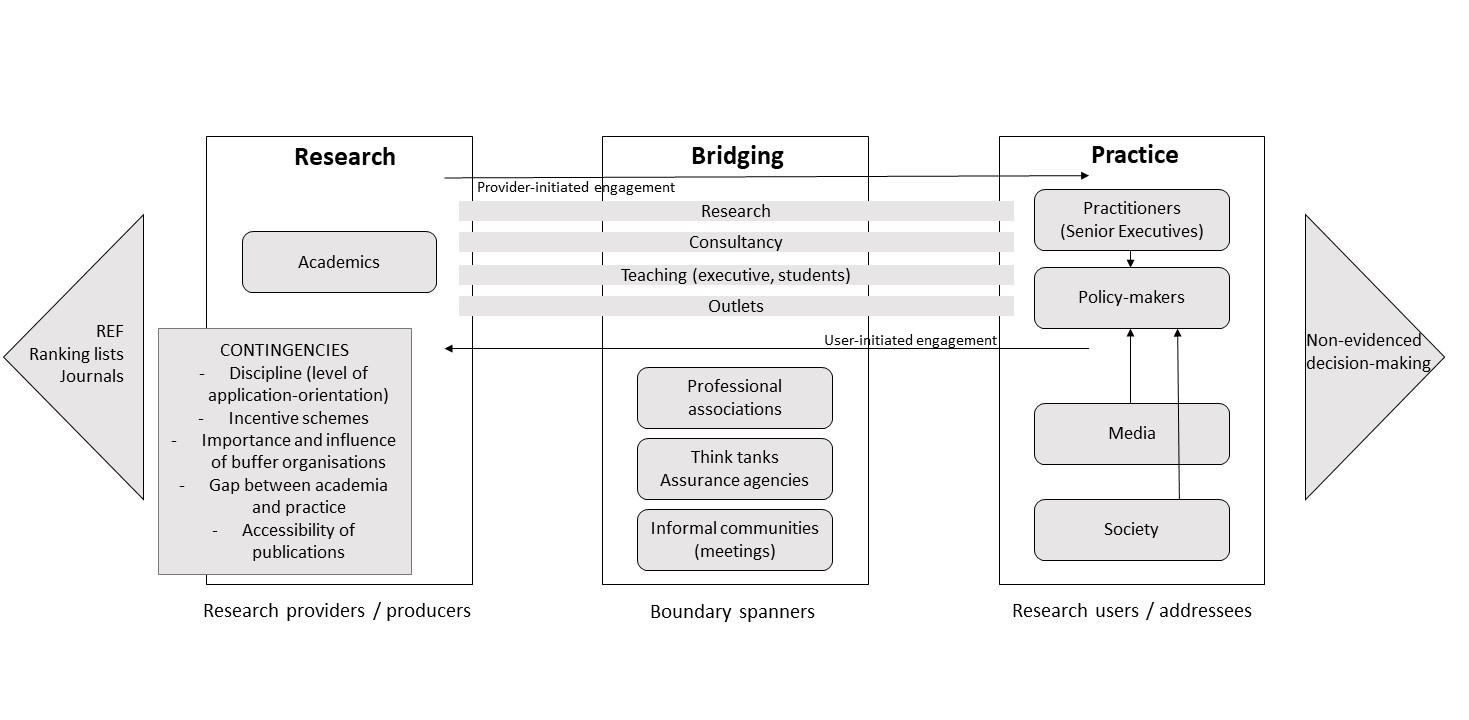 Research
Bridging
Practice
Provider-initiated engagement
Research
Consultancy
Teaching (executive, students)
Outlets
User-initiated engagement
Academics
REF
Ranking lists
Journals
CONTINGENCIES
- Discipline (level of
application-orientation)
- Incentive schemes
- Importance and influence
of buffer organisations
- Gap between academia
and practice
- Accessibility of
publications
Professional
associations
Think tanks
Assurance agencies
Informal communities
(meetings)
Practitioners
(Senior Executives)
Policy-makers
Media
Society
Non-evidenced
decision-making
Research providers / producers
Boundary spanners
Research users / addressees